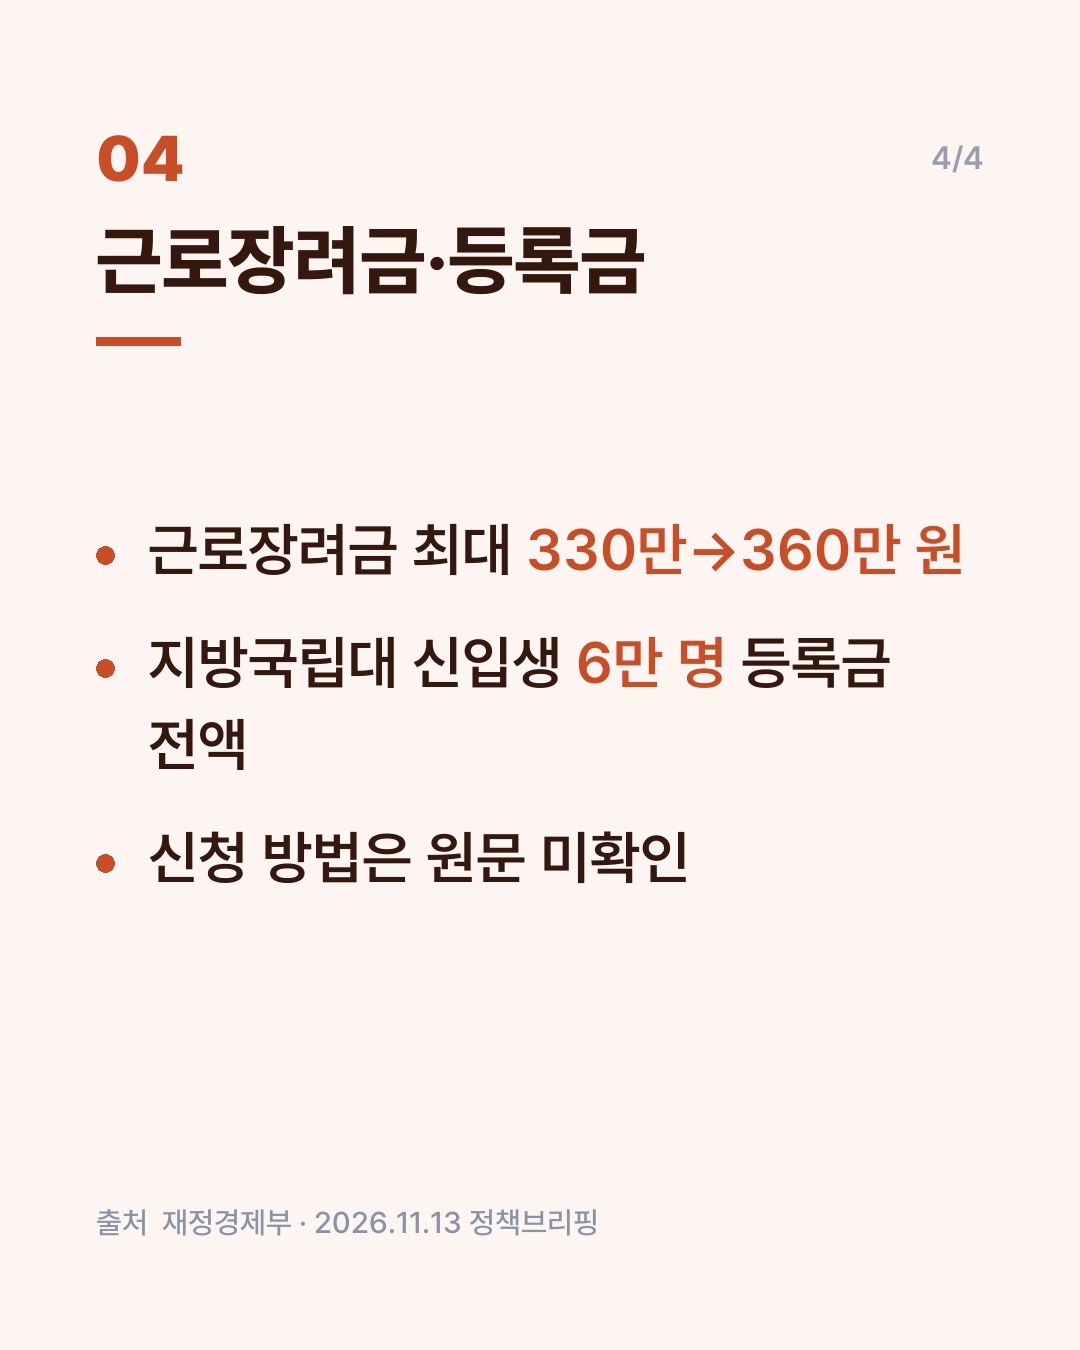 04
4/4
근로장려금·등록금
근로장려금 최대 330만→360만 원
지방국립대 신입생 6만 명 등록금
전액
신청 방법은 원문 미확인
출처 재정경제부 · 2026.11.13 정책브리핑